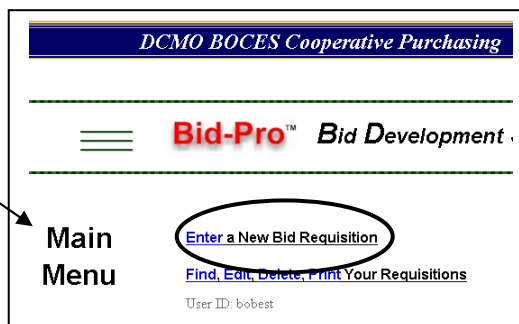 DCMO BOCES Cooperative Purchasing
Bid-Pro™ Bid Development
Main Menu
Enter a New Bid Requisition
Find, Edit, Delete, Print Your Requisitions
User ID: bobest